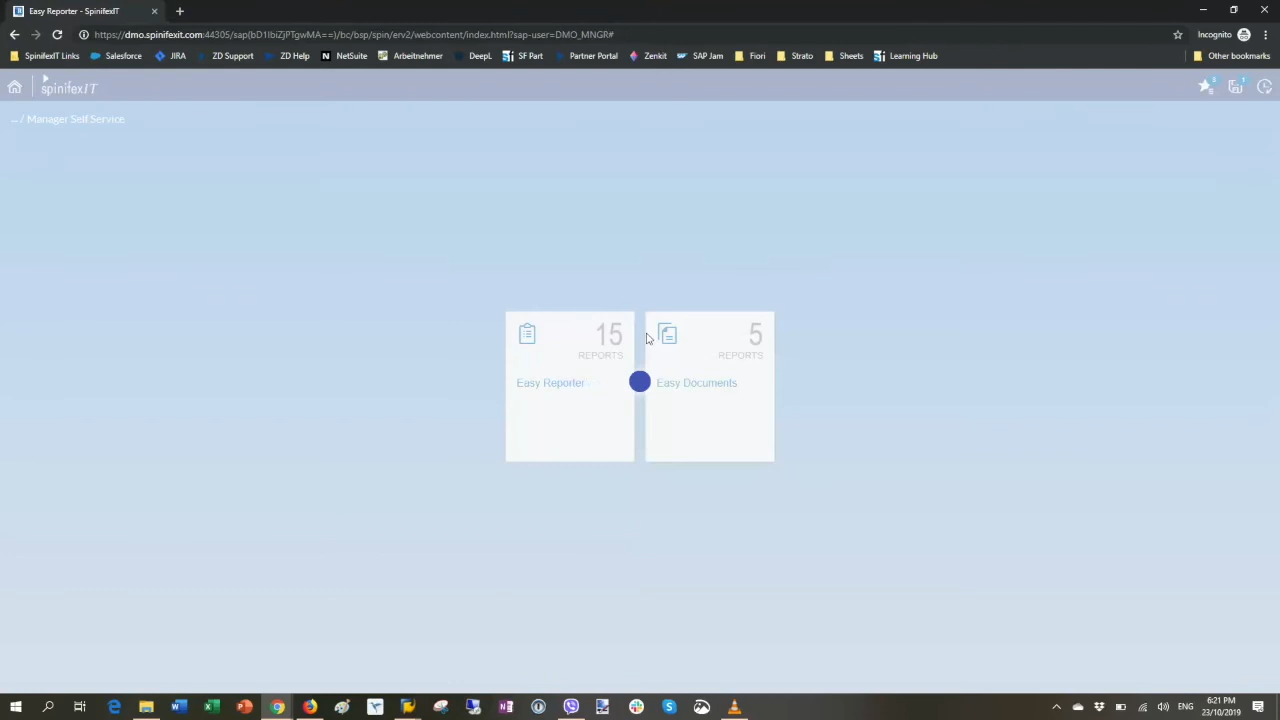 Easy Reporter - SpinifexIT
https://dmo.spinifexit.com:44305/sap(bD1lbiZjPTgwMA==)/bc/bsp/spin/erv2/webcontent/index.html?sap-user=DMO_MNGR#
Incognito
SpinifexIT Links
Salesforce
JIRA
ZD Support
ZD Help
NetSuite
Arbeitnehmer
DeepL
SF Part
Partner Portal
Zenkit
SAP Jam
Fiori
Strato
Sheets
Learning Hub
Other bookmarks
spinifexIT
... / Manager Self Service
15
REPORTS
Easy Reporter
5
REPORTS
Easy Documents
ENG
6:21 PM
23/10/2019